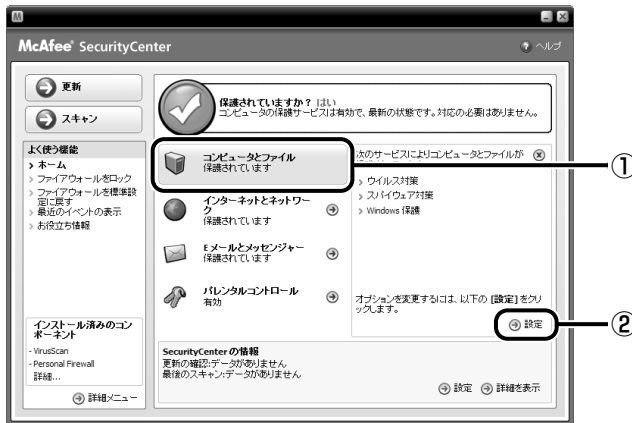 McAfee® SecurityCenter
ヘルプ
更新
スキャン
よく使う機能
> ホーム
> ファイアウォールをロック
> ファイアウォールを標準設
定に戻す
> 最近のイベントの表示
> お役立ち情報
インストール済みのコン
ポーネント
- VirusScan
- Personal Firewall
詳細...
詳細メニュー
保護されていますか? はい
コンピュータの保護サービスは有効で、最新の状態です。対応の必要はありません。
コンピュータとファイル
保護されています
インターネットとネットワー
ク
保護されています
Eメールとメッセンジャー
保護されています
ペレンタルコントロール
有効
次のサービスによりコンピュータとファイルが
> ウイルス対策
> スパイウェア対策
> Windows 保護
オプションを変更するには、以下の [設定] をクリ
ックします。
設定
SecurityCenter の情報
更新の確認:データがありません
最後のスキャン:データがありません
設定
詳細を表示
①
②